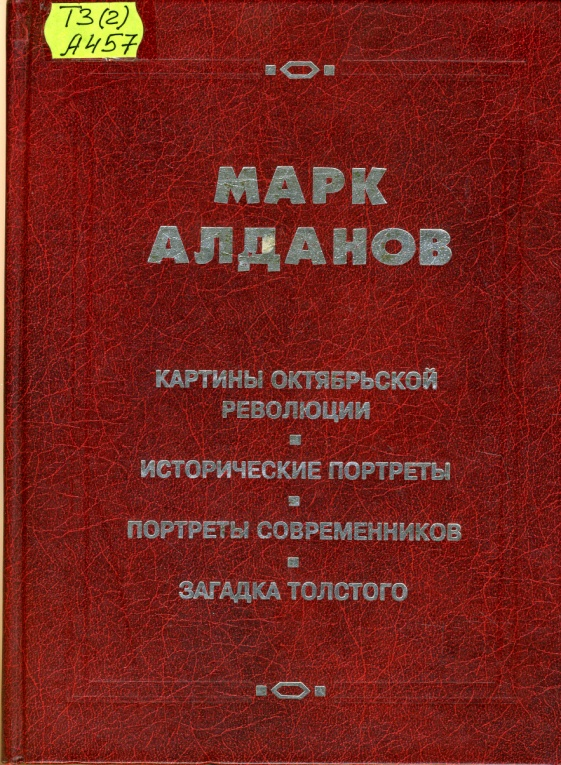 Т3(2)
А457
МАРК
АЛДАНОВ
КАРТИНЫ ОКТЯБРЬСКОЙ
РЕВОЛЮЦИИ
ИСТОРИЧЕСКИЕ ПОРТРЕТЫ
ПОРТРЕТЫ СОВРЕМЕННИКОВ
ЗАГАДКА ТОЛСТОГО